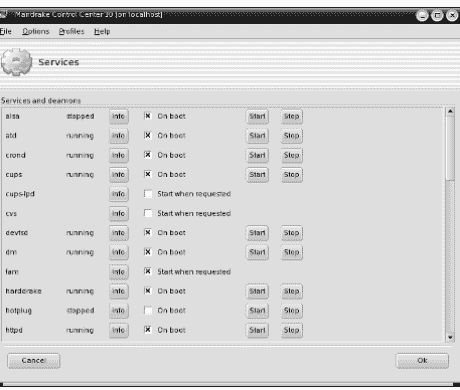 Mandrake Control Center 10 [on localhost]
File Options Profiles Help
Services
Services and deamons
alsa stopped Info On boot Start Stop
atd running Info On boot Start Stop
crond running Info On boot Start Stop
cups running Info On boot Start Stop
cups-lpd Info Start when requested
cvs Info Start when requested
devfsd running Info On boot Start Stop
dm running Info On boot Start Stop
fam Info Start when requested
harddrake running Info On boot Start Stop
hotplug stopped Info On boot Start Stop
httpd running Info On boot Start Stop
Cancel Ok